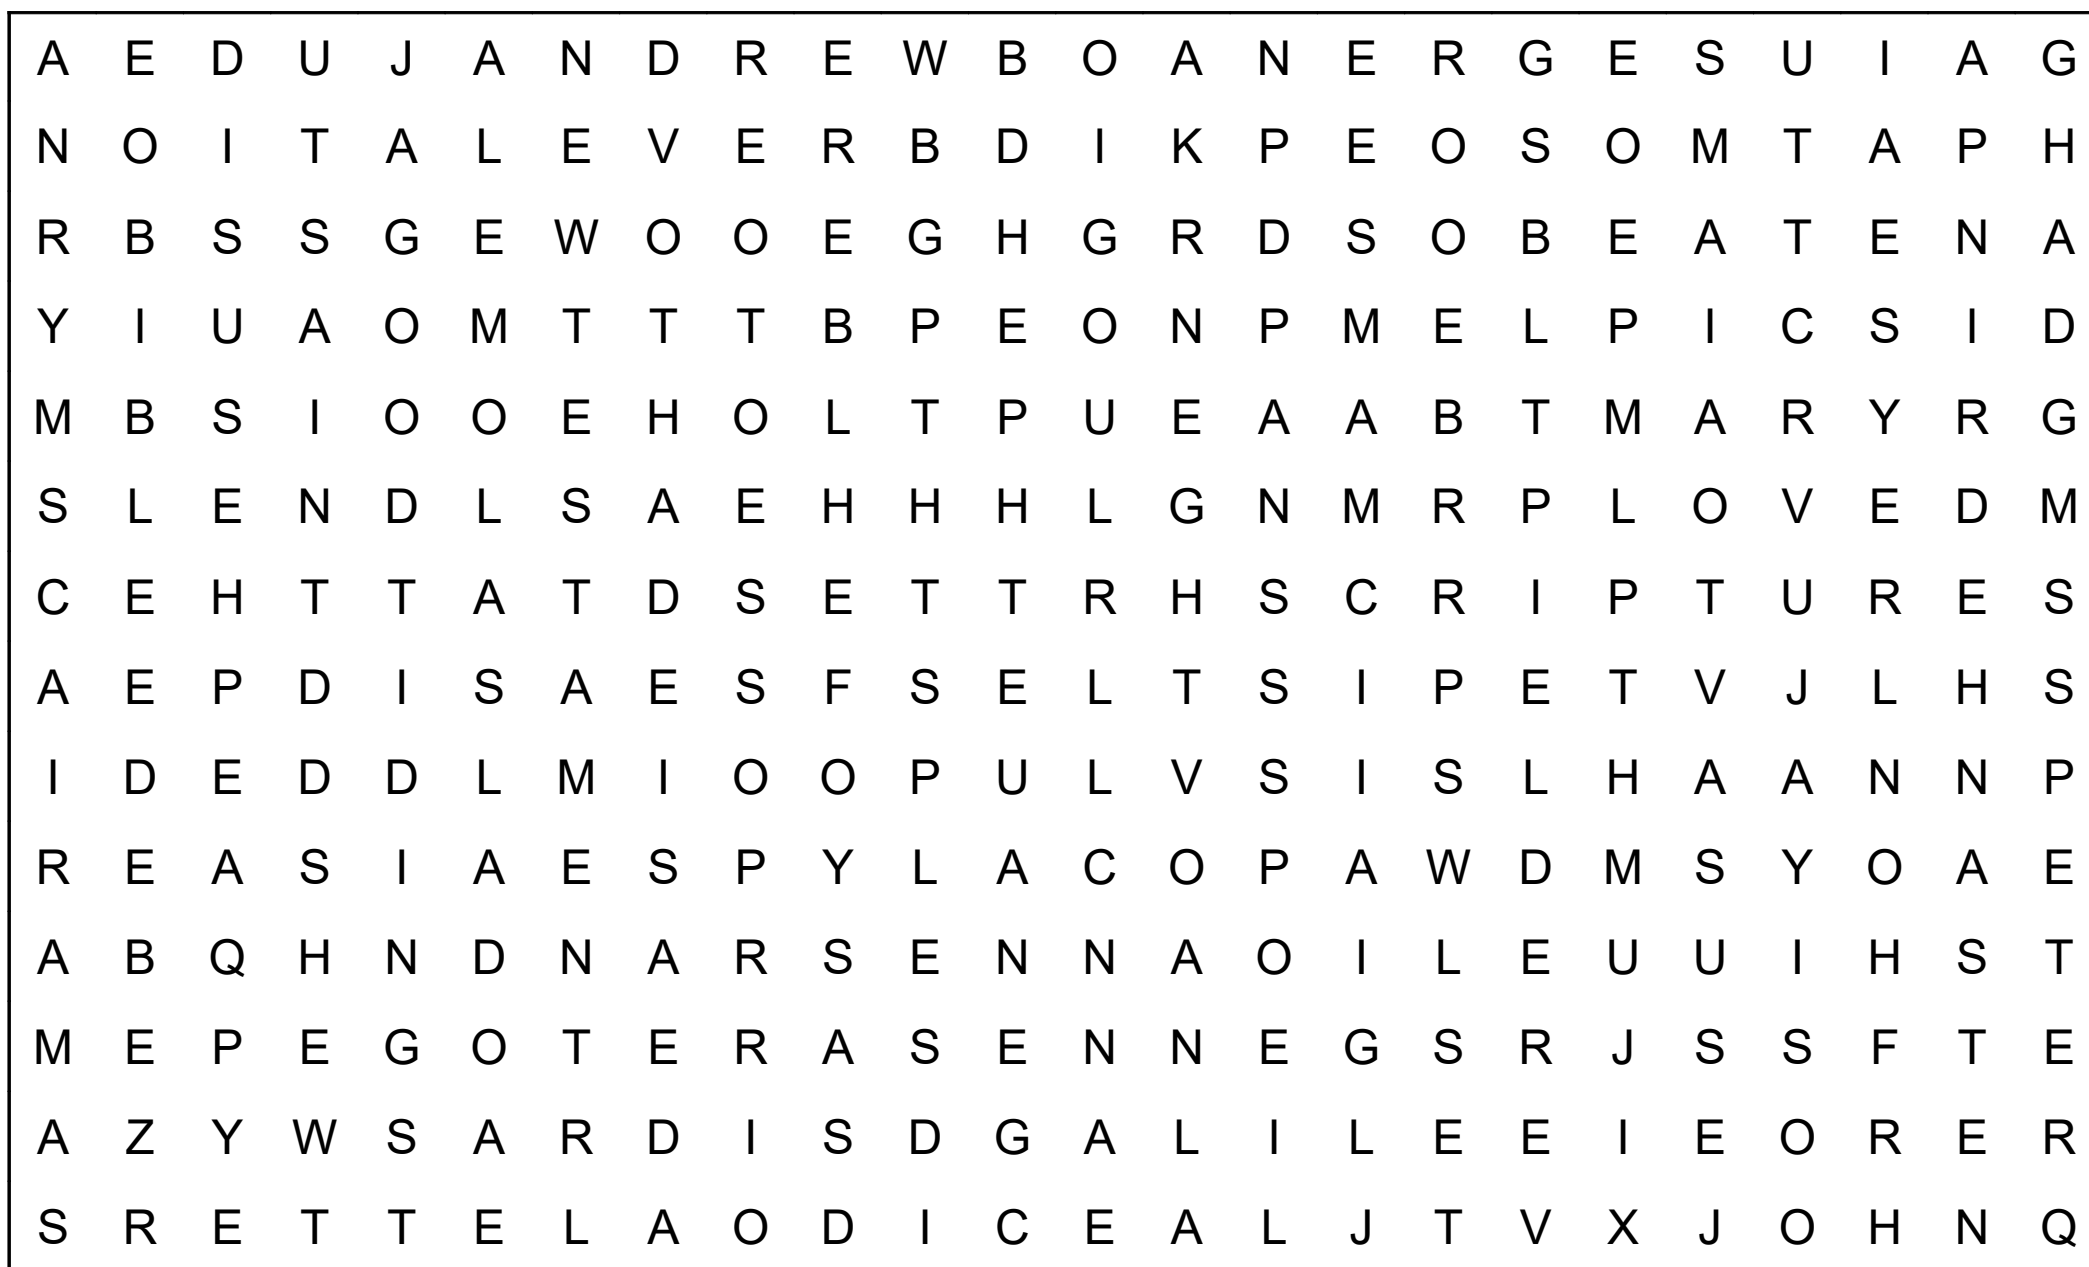 A E D U J A N D R E W B O A N E R G E S U I A G
N O I T A L E V E R B D I K P E O S O M T A P H
R B S S G E W O O E G H G R D S O B E A T E N A
Y I U A O M T T T B P E O N P M E L P I C S I D
M B S I O O E H O L T P U E A A B T M A R Y R G
S L E N D L S A E H H H L G N M R P L O V E D M
C E H T T A T D S E T T R H S C R I P T U R E S
A E P D I S A E S F S E L T S I P E T V J L H S
I D E D D L M I O O P U L V S I S L H A A N N P
R E A S I A E S P Y L A C O P A W D M S Y O A E
A B Q H N D N A R S E N N A O I L E U U I H S T
M E P E G O T E R A S E N N E G S R J S S F T E
A Z Y W S A R D I S D G A L I L E E I E O R E R
S R E T T E L A O D I C E A L J T V X J O H N Q